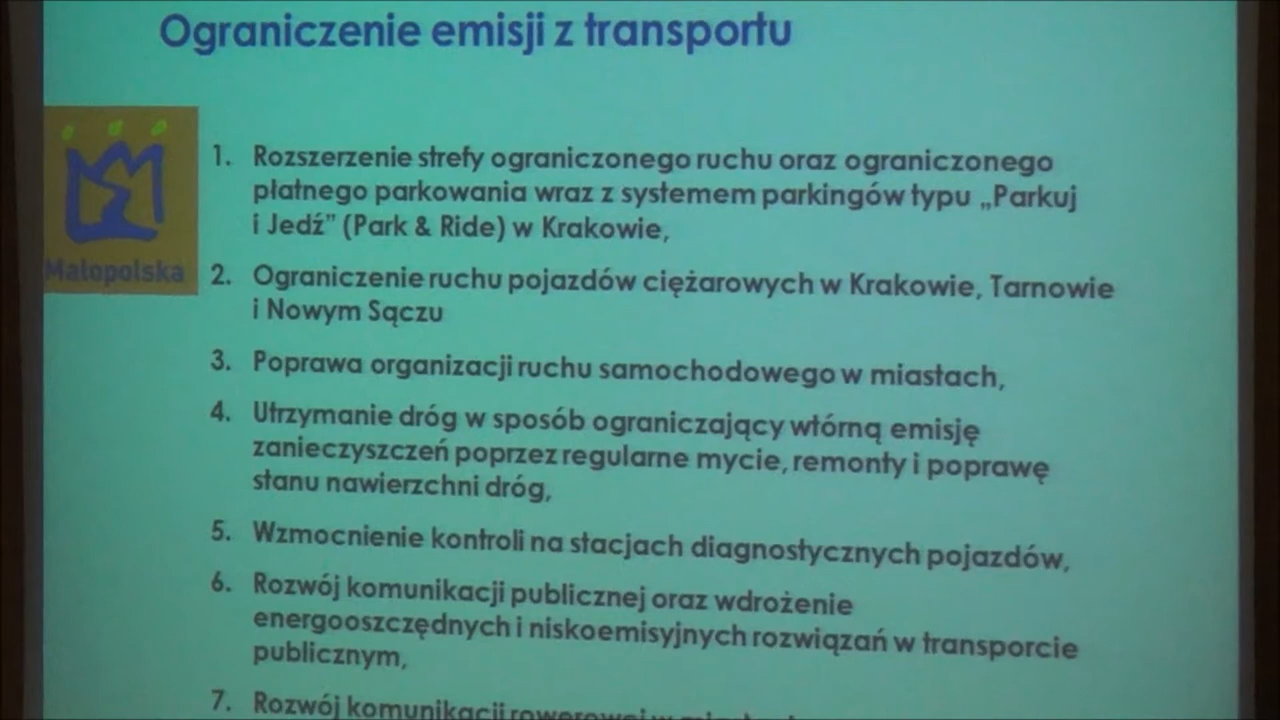 Ograniczenie emisji z transportu
Małopolska
1. Rozszerzenie strefy ograniczonego ruchu oraz ograniczonego
płatnego parkowania wraz z systemem parkingów typu „Parkuj
i Jedź” (Park & Ride) w Krakowie,
2. Ograniczenie ruchu pojazdów ciężarowych w Krakowie, Tarnowie
i Nowym Sączu
3. Poprawa organizacji ruchu samochodowego w miastach,
4. Utrzymanie dróg w sposób ograniczający wtórną emisję
zanieczyszczeń poprzez regularne mycie, remonty i poprawę
stanu nawierzchni dróg,
5. Wzmocnienie kontroli na stacjach diagnostycznych pojazdów,
6. Rozwój komunikacji publicznej oraz wdrożenie
energooszczędnych i niskoemisyjnych rozwiązań w transporcie
publicznym,
7. Rozwój komunikacji rowerowej w